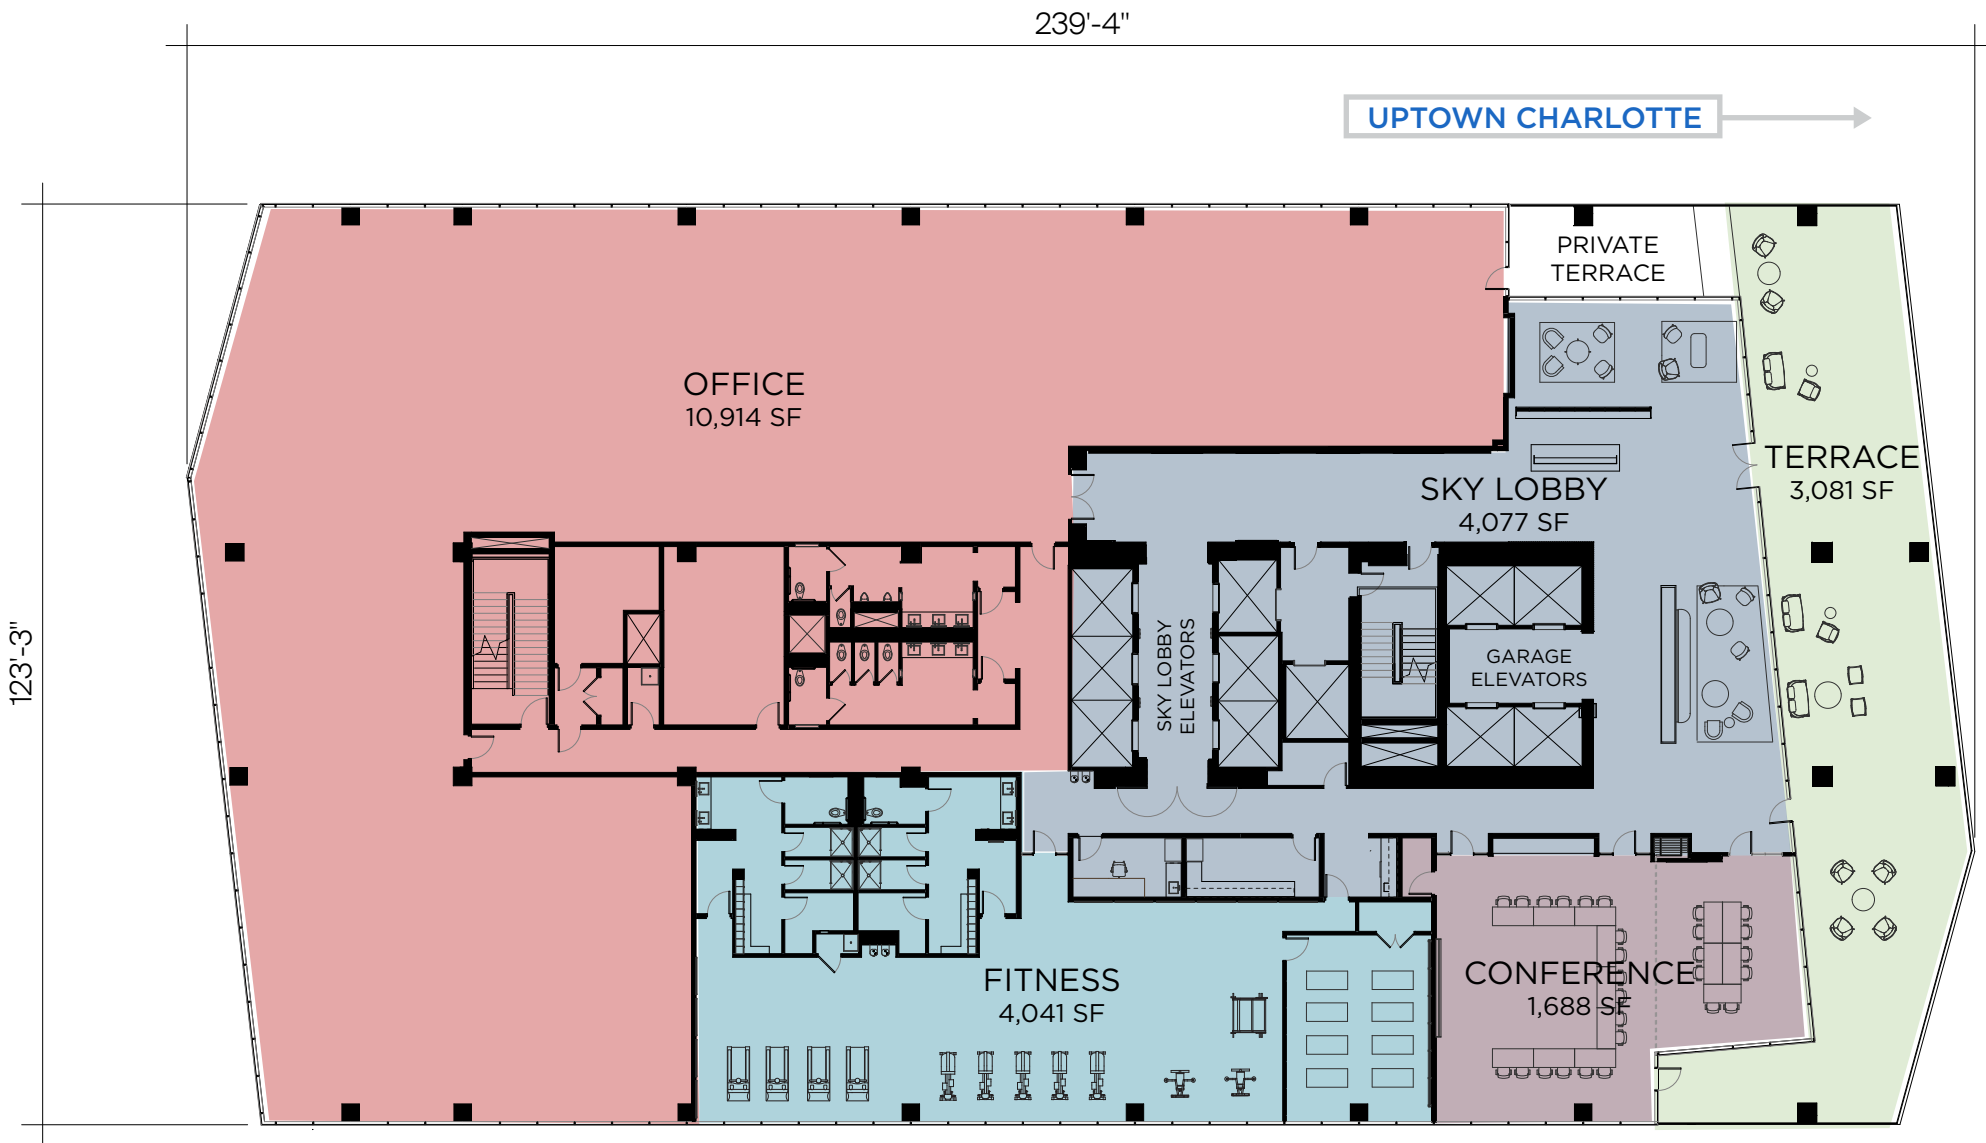 239'-4"
UPTOWN CHARLOTTE
PRIVATE
TERRACE
OFFICE
10,914 SF
TERRACE
3,081 SF
SKY LOBBY
4,077 SF
123'-3"
SKY LOBBY
ELEVATORS
GARAGE
ELEVATORS
FITNESS
4,041 SF
CONFERENCE
1,688 SF